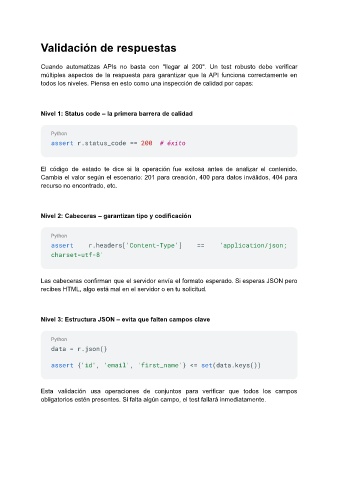 Validación de respuestas
Cuando automatizas APIs no basta con "llegar al 200". Un test robusto debe verificar
múltiples aspectos de la respuesta para garantizar que la API funciona correctamente en
todos los niveles. Piensa en esto como una inspección de calidad por capas:
Nivel 1: Status code – la primera barrera de calidad
Python
assert r.status_code == 200 # éxito
El código de estado te dice si la operación fue exitosa antes de analizar el contenido.
Cambia el valor según el escenario: 201 para creación, 400 para datos inválidos, 404 para
recurso no encontrado, etc.
Nivel 2: Cabeceras – garantizan tipo y codificación
Python
assert r.headers['Content-Type'] == 'application/json;
charset=utf-8'
Las cabeceras confirman que el servidor envía el formato esperado. Si esperas JSON pero
recibes HTML, algo está mal en el servidor o en tu solicitud.
Nivel 3: Estructura JSON – evita que falten campos clave
Python
data = r.json()
assert {'id', 'email', 'first_name'} <= set(data.keys())
Esta validación usa operaciones de conjuntos para verificar que todos los campos
obligatorios estén presentes. Si falta algún campo, el test fallará inmediatamente.